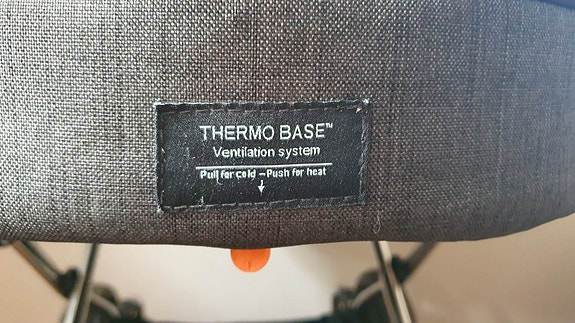 THERMO BASE™
Ventilation system
Pull for cold – Push for heat